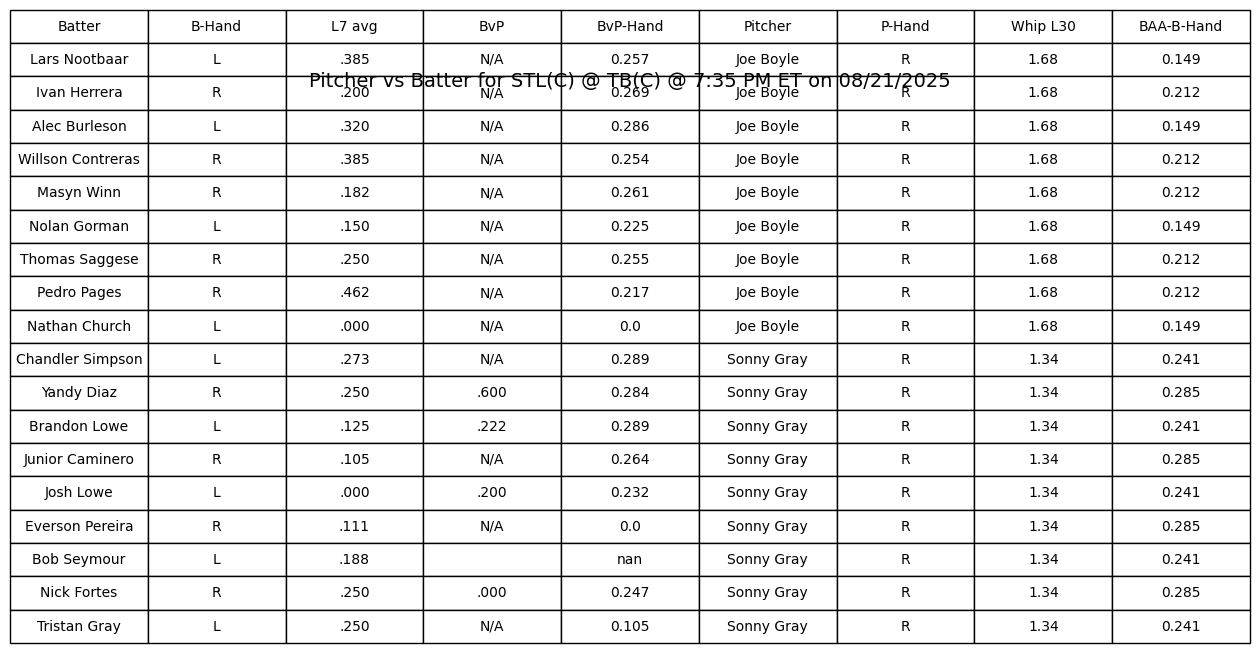 Batter B-Hand L7 avg BvP BvP-Hand Pitcher P-Hand Whip L30 BAA-B-Hand
Lars Nootbaar L .385 N/A 0.257 Joe Boyle R 1.68 0.149
Pitcher vs Batter for STL(C) @ TB(C) @ 7:35 PM ET on 08/21/2025
Ivan Herrera R .200 N/A 0.269 Joe Boyle R 1.68 0.212
Alec Burleson L .320 N/A 0.286 Joe Boyle R 1.68 0.149
Willson Contreras R .385 N/A 0.254 Joe Boyle R 1.68 0.212
Masyn Winn R .182 N/A 0.261 Joe Boyle R 1.68 0.212
Nolan Gorman L .150 N/A 0.225 Joe Boyle R 1.68 0.149
Thomas Saggese R .250 N/A 0.255 Joe Boyle R 1.68 0.212
Pedro Pages R .462 N/A 0.217 Joe Boyle R 1.68 0.212
Nathan Church L .000 N/A 0.0 Joe Boyle R 1.68 0.149
Chandler Simpson L .273 N/A 0.289 Sonny Gray R 1.34 0.241
Yandy Diaz R .250 .600 0.284 Sonny Gray R 1.34 0.285
Brandon Lowe L .125 .222 0.289 Sonny Gray R 1.34 0.241
Junior Caminero R .105 N/A 0.264 Sonny Gray R 1.34 0.285
Josh Lowe L .000 .200 0.232 Sonny Gray R 1.34 0.241
Everson Pereira R .111 N/A 0.0 Sonny Gray R 1.34 0.285
Bob Seymour L .188 nan Sonny Gray R 1.34 0.241
Nick Fortes R .250 .000 0.247 Sonny Gray R 1.34 0.285
Tristan Gray L .250 N/A 0.105 Sonny Gray R 1.34 0.241